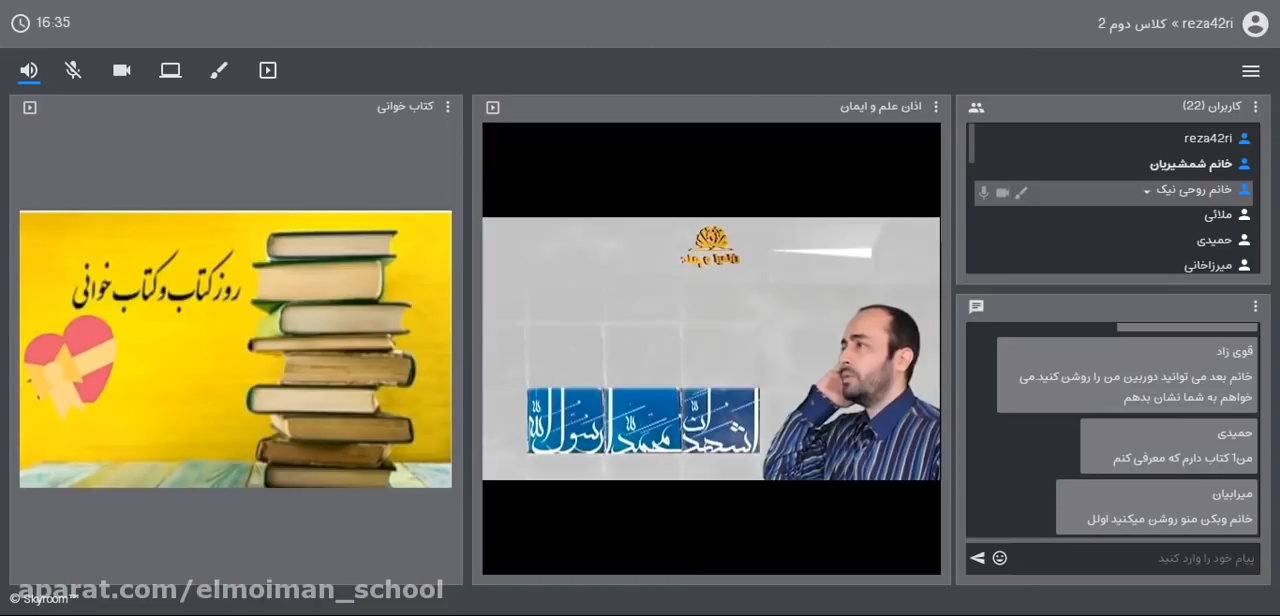 16:35
reza42ri » کلاس دوم 2
کتاب خوانی
اذان علم و ایمان
کاربران (22)
روز کتاب و کتاب خوانی
اشهد ان محمدا رسول الله
reza42ri
خانم شمشیریان
خانم روحی نیک
ملائی
حمیدی
میرزاخانی
قوی زاد
خانم بعد می توانید دوربین من را روشن کنید.می
خواهم به شما نشان بدهم
حمیدی
من1 کتاب دارم که معرفی کنم
میرابیان
خانم وبکن منو روشن میکنید اولل
پیام خود را وارد کنید
aparat.com/elmoiman_school
© Skyroom™